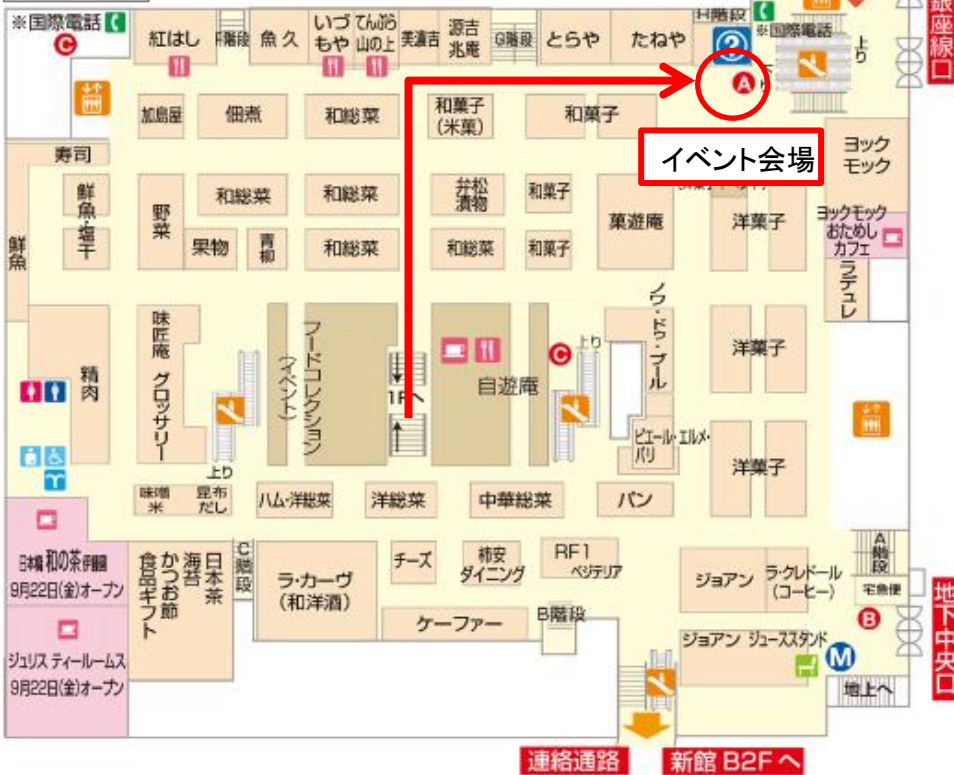 ※国際電話
C
紅はし
F階段
魚久
いづもや
てんぷら
山の上
美濃吉
源吉
兆庵
G階段
とらや
たねや
H階段
※国際電話
上り
下り
A
銀座線口
加島屋
佃煮
和総菜
和菓子
(米菓)
和菓子
イベント会場
ヨック
モック
寿司
鮮魚・塩干
鮮魚
野菜
和総菜
和総菜
弁松
漬物
和菓子
菓遊庵
洋菓子
ヨックモック
おためし
カフェ
果物
青柳
和総菜
和総菜
和菓子
ラデュレ
精肉
味匠庵 グロッサリー
上り
(イベント)
フードコレクション
1Fへ
自遊庵
C
上り
ノワ・ドゥ・ブール
洋菓子
ピエール・エルメ・
パリ
洋菓子
味噌
米
昆布
だし
ハム・洋総菜
洋総菜
中華総菜
パン
日本橋 和の茶 伊藤園
9月22日(金)オープン
ジュリス ティールームス
9月22日(金)オープン
日本茶
海苔
かつお節
食品ギフト
C階段
ラ・カーヴ
(和洋酒)
チーズ
柿安
ダイニング
RF1
ベジテリア
ケーファー
B階段
ジョアン
ラ・クレドール
(コーヒー)
A階段
宅急便
B
ジョアン ジューススタンド
M
地上へ
地下中央口
連絡通路
新館 B2F へ